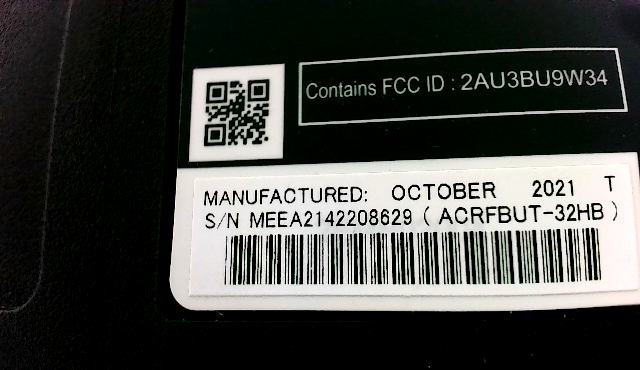 Contains FCC ID : 2AU3BU9W34
MANUFACTURED: OCTOBER 2021 T
S/N MEEA2142208629 ( ACRFBUT-32HB )